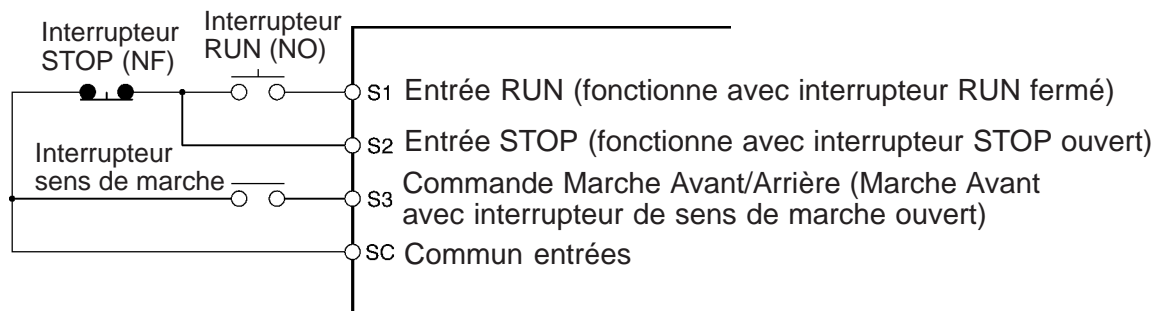 Interrupteur
STOP (NF)
Interrupteur
RUN (NO)
S1 Entrée RUN (fonctionne avec interrupteur RUN fermé)
S2 Entrée STOP (fonctionne avec interrupteur STOP ouvert)
Interrupteur
sens de marche
S3 Commande Marche Avant/Arrière (Marche Avant
avec interrupteur de sens de marche ouvert)
SC Commun entrées